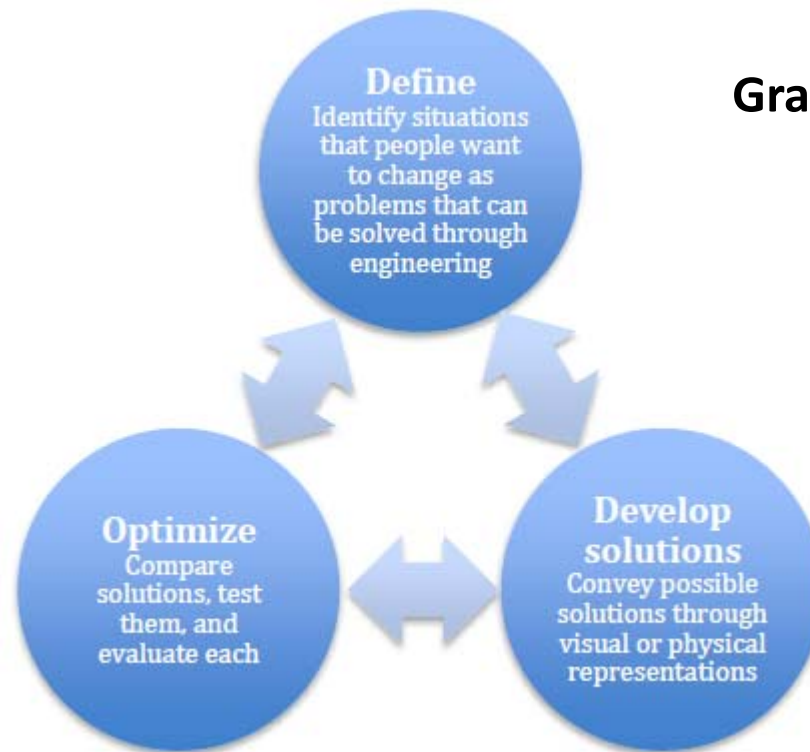 Define
Identify situations
that people want
to change as
problems that can
be solved through
engineering
Gra
Optimize
Compare
solutions, test
them, and
evaluate each
Develop
solutions
Convey possible
solutions through
visual or physical
representations